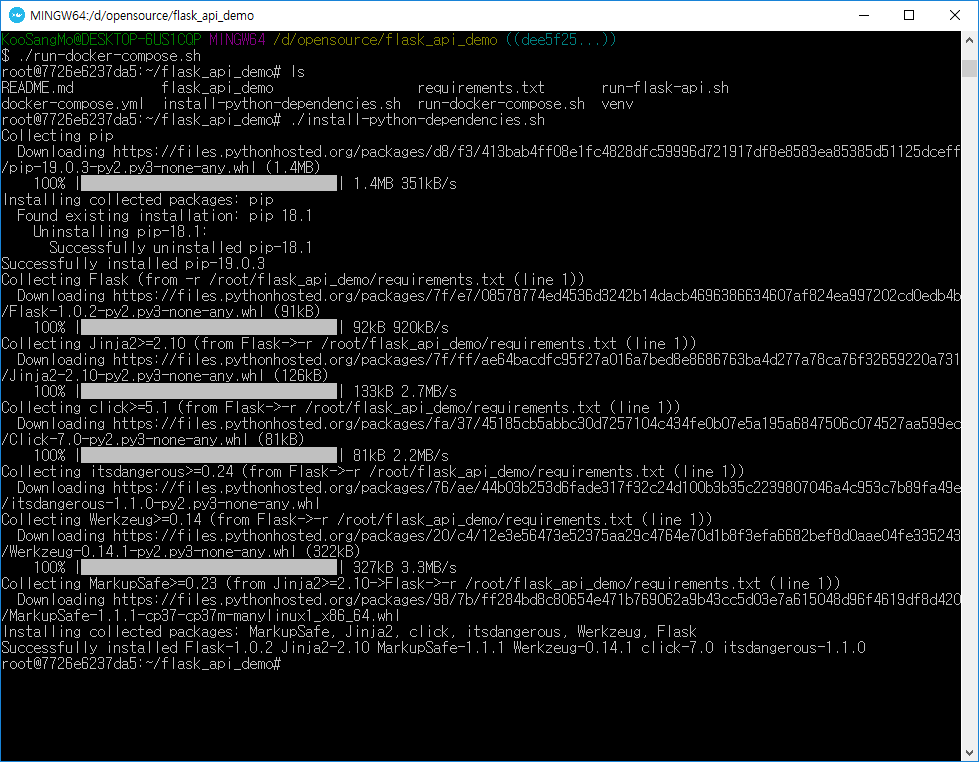 MINGW64:/d/opensource/flask_api_demo
KooSangMo@DESKTOP-6US1COP MINGW64 /d/opensource/flask_api_demo ((dee5f25...))
$ ./run-docker-compose.sh
root@7726e6237da5:~/flask_api_demo# ls
README.md           flask_api_demo                  requirements.txt       run-flask-api.sh
docker-compose.yml  install-python-dependencies.sh  run-docker-compose.sh  venv
root@7726e6237da5:~/flask_api_demo# ./install-python-dependencies.sh
Collecting pip
  Downloading https://files.pythonhosted.org/packages/d8/f3/413bab4ff08e1fc4828dfc59996d721917df8e8583ea85385d51125dceff
/pip-19.0.3-py2.py3-none-any.whl (1.4MB)
    100% |████████████████████████████████| 1.4MB 351kB/s
Installing collected packages: pip
  Found existing installation: pip 18.1
    Uninstalling pip-18.1:
      Successfully uninstalled pip-18.1
Successfully installed pip-19.0.3
Collecting Flask (from -r /root/flask_api_demo/requirements.txt (line 1))
  Downloading https://files.pythonhosted.org/packages/7f/e7/08578774ed4536d3242b14dacb4696386634607af824ea997202cd0edb4b
/Flask-1.0.2-py2.py3-none-any.whl (91kB)
    100% |████████████████████████████████| 92kB 920kB/s
Collecting Jinja2>=2.10 (from Flask->-r /root/flask_api_demo/requirements.txt (line 1))
  Downloading https://files.pythonhosted.org/packages/7f/ff/ae64bacdfc95f27a016a7bed8e8686763ba4d277a78ca76f32659220a731
/Jinja2-2.10-py2.py3-none-any.whl (126kB)
    100% |████████████████████████████████| 133kB 2.7MB/s
Collecting click>=5.1 (from Flask->-r /root/flask_api_demo/requirements.txt (line 1))
  Downloading https://files.pythonhosted.org/packages/fa/37/45185cb5abbc30d7257104c434fe0b07e5a195a6847506c074527aa599ec
/Click-7.0-py2.py3-none-any.whl (81kB)
    100% |████████████████████████████████| 81kB 2.2MB/s
Collecting itsdangerous>=0.24 (from Flask->-r /root/flask_api_demo/requirements.txt (line 1))
  Downloading https://files.pythonhosted.org/packages/76/ae/44b03b253d6fade317f32c24d100b3b35c2239807046a4c953c7b89fa49e
/itsdangerous-1.1.0-py2.py3-none-any.whl
Collecting Werkzeug>=0.14 (from Flask->-r /root/flask_api_demo/requirements.txt (line 1))
  Downloading https://files.pythonhosted.org/packages/20/c4/12e3e56473e52375aa29c4764e70d1b8f3efa6682bef8d0aae04fe335243
/Werkzeug-0.14.1-py2.py3-none-any.whl (322kB)
    100% |████████████████████████████████| 327kB 3.3MB/s
Collecting MarkupSafe>=0.23 (from Jinja2>=2.10->Flask->-r /root/flask_api_demo/requirements.txt (line 1))
  Downloading https://files.pythonhosted.org/packages/98/7b/ff284bd8c80654e471b769062a9b43cc5d03e7a615048d96f4619df8d420
/MarkupSafe-1.1.1-cp37-cp37m-manylinux1_x86_64.whl
Installing collected packages: MarkupSafe, Jinja2, click, itsdangerous, Werkzeug, Flask
Successfully installed Flask-1.0.2 Jinja2-2.10 MarkupSafe-1.1.1 Werkzeug-0.14.1 click-7.0 itsdangerous-1.1.0
root@7726e6237da5:~/flask_api_demo#